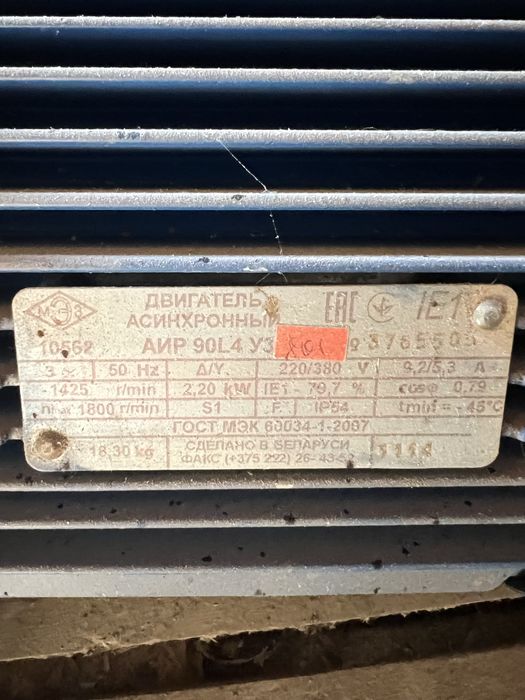 ДВИГАТЕЛЬ
МЭЗ АСИНХРОННЫЙ EAC IE1
10562 АИР 90L4 У3
3~ 50 Hz Δ/Y 220/380 V 9,2/5,3 A
1425 r/min 2,20 kW IE1 79,7 % cosφ 0,79
1800 r/min S1 F IP54 tmin = -45°C
ГОСТ МЭК 60034-1-2007
18,30 kg СДЕЛАНО В БЕЛАРУСИ
ФАКС (+375 222) 26-43-